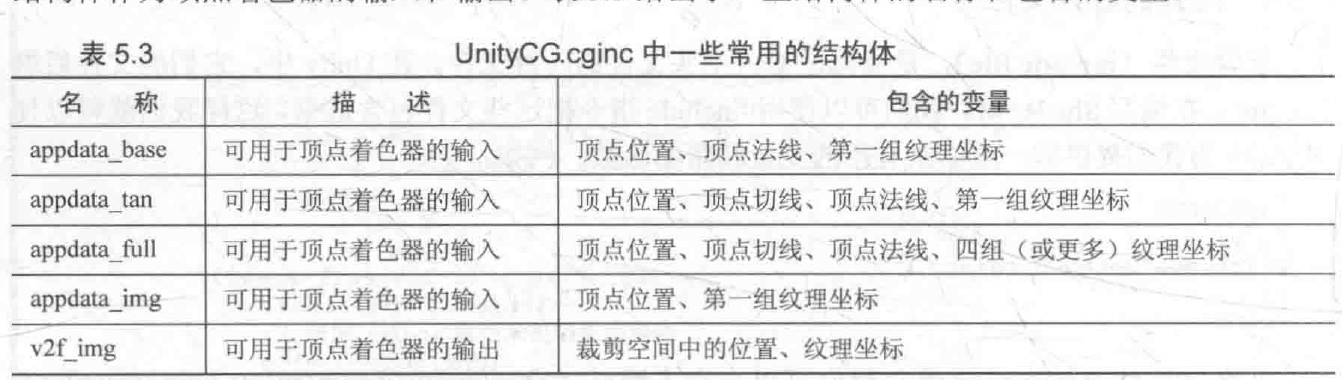 表 5.3 UnityCG.cginc 中一些常用的结构体
名 称 描 述 包含的变量
appdata_base 可用于顶点着色器的输入 顶点位置、顶点法线、第一组纹理坐标
appdata_tan 可用于顶点着色器的输入 顶点位置、顶点切线、顶点法线、第一组纹理坐标
appdata_full 可用于顶点着色器的输入 顶点位置、顶点切线、顶点法线、四组（或更多）纹理坐标
appdata_img 可用于顶点着色器的输入 顶点位置、第一组纹理坐标
v2f_img 可用于顶点着色器的输出 裁剪空间中的位置、纹理坐标